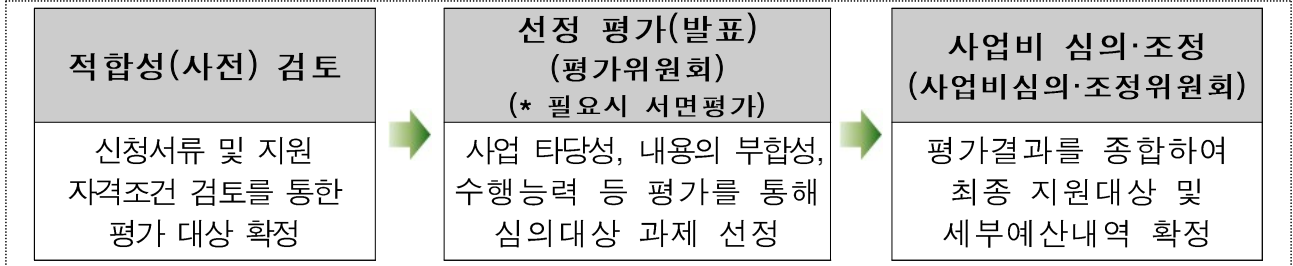 적합성(사전) 검토
신청서류 및 지원
자격조건 검토를 통한
평가 대상 확정
선정 평가(발표)
(평가위원회)
(* 필요시 서면평가)
사업 타당성, 내용의 부합성,
수행능력 등 평가를 통해
심의대상 과제 선정
사업비 심의·조정
(사업비심의·조정위원회)
평가결과를 종합하여
최종 지원대상 및
세부예산내역 확정